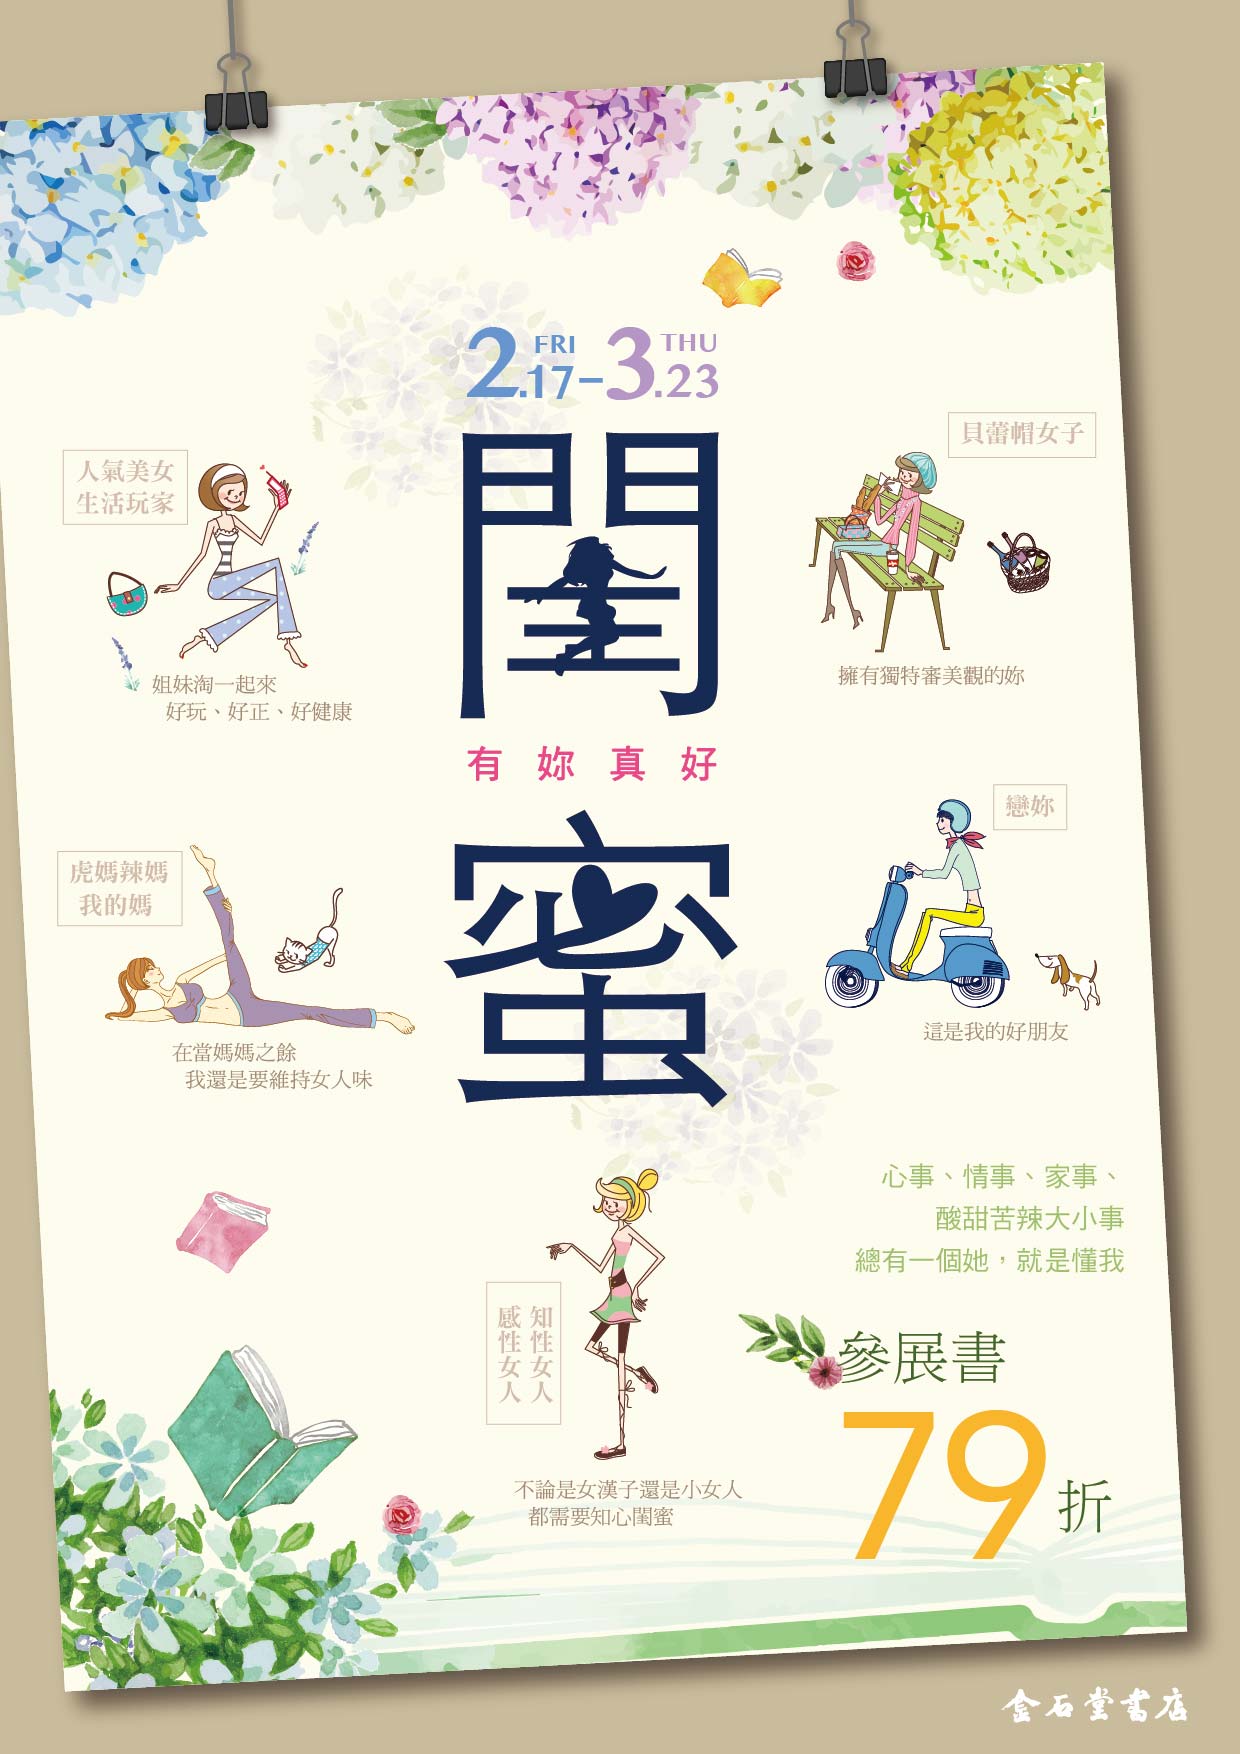 2.17 FRI - 3.23 THU
閨
有妳真好
蜜
人氣美女
生活玩家
姐妹淘一起來
好玩、好正、好健康
貝蕾帽女子
擁有獨特審美觀的妳
虎媽辣媽
我的媽
在當媽媽之餘
我還是要維持女人味
戀妳
這是我的好朋友
知性女人
感性女人
不論是女漢子還是小女人
都需要知心閨蜜
心事、情事、家事、
酸甜苦辣大小事
總有一個她，就是懂我
參展書
79折
金石堂書店